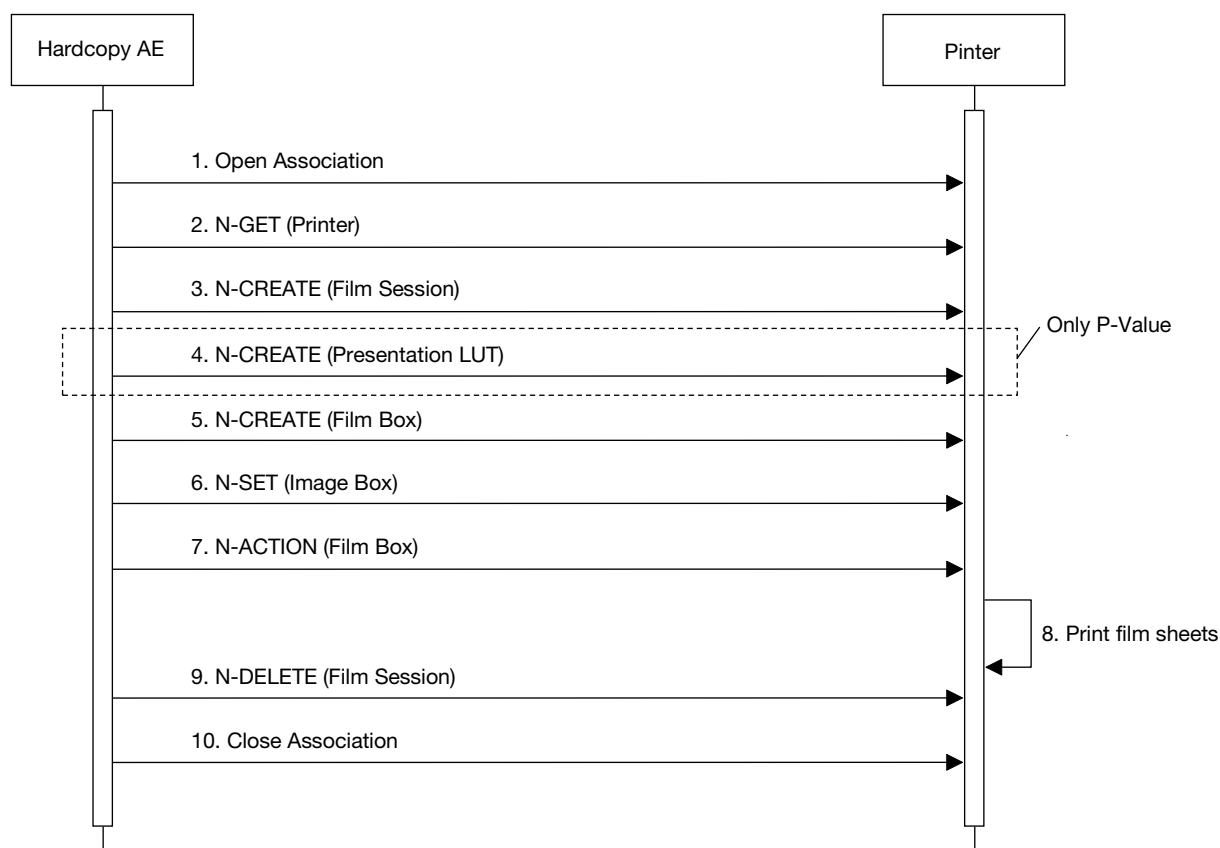 Hardcopy AE
Pinter
1. Open Association
2. N-GET (Printer)
3. N-CREATE (Film Session)
Only P-Value
4. N-CREATE (Presentation LUT)
5. N-CREATE (Film Box)
6. N-SET (Image Box)
7. N-ACTION (Film Box)
8. Print film sheets
9. N-DELETE (Film Session)
10. Close Association